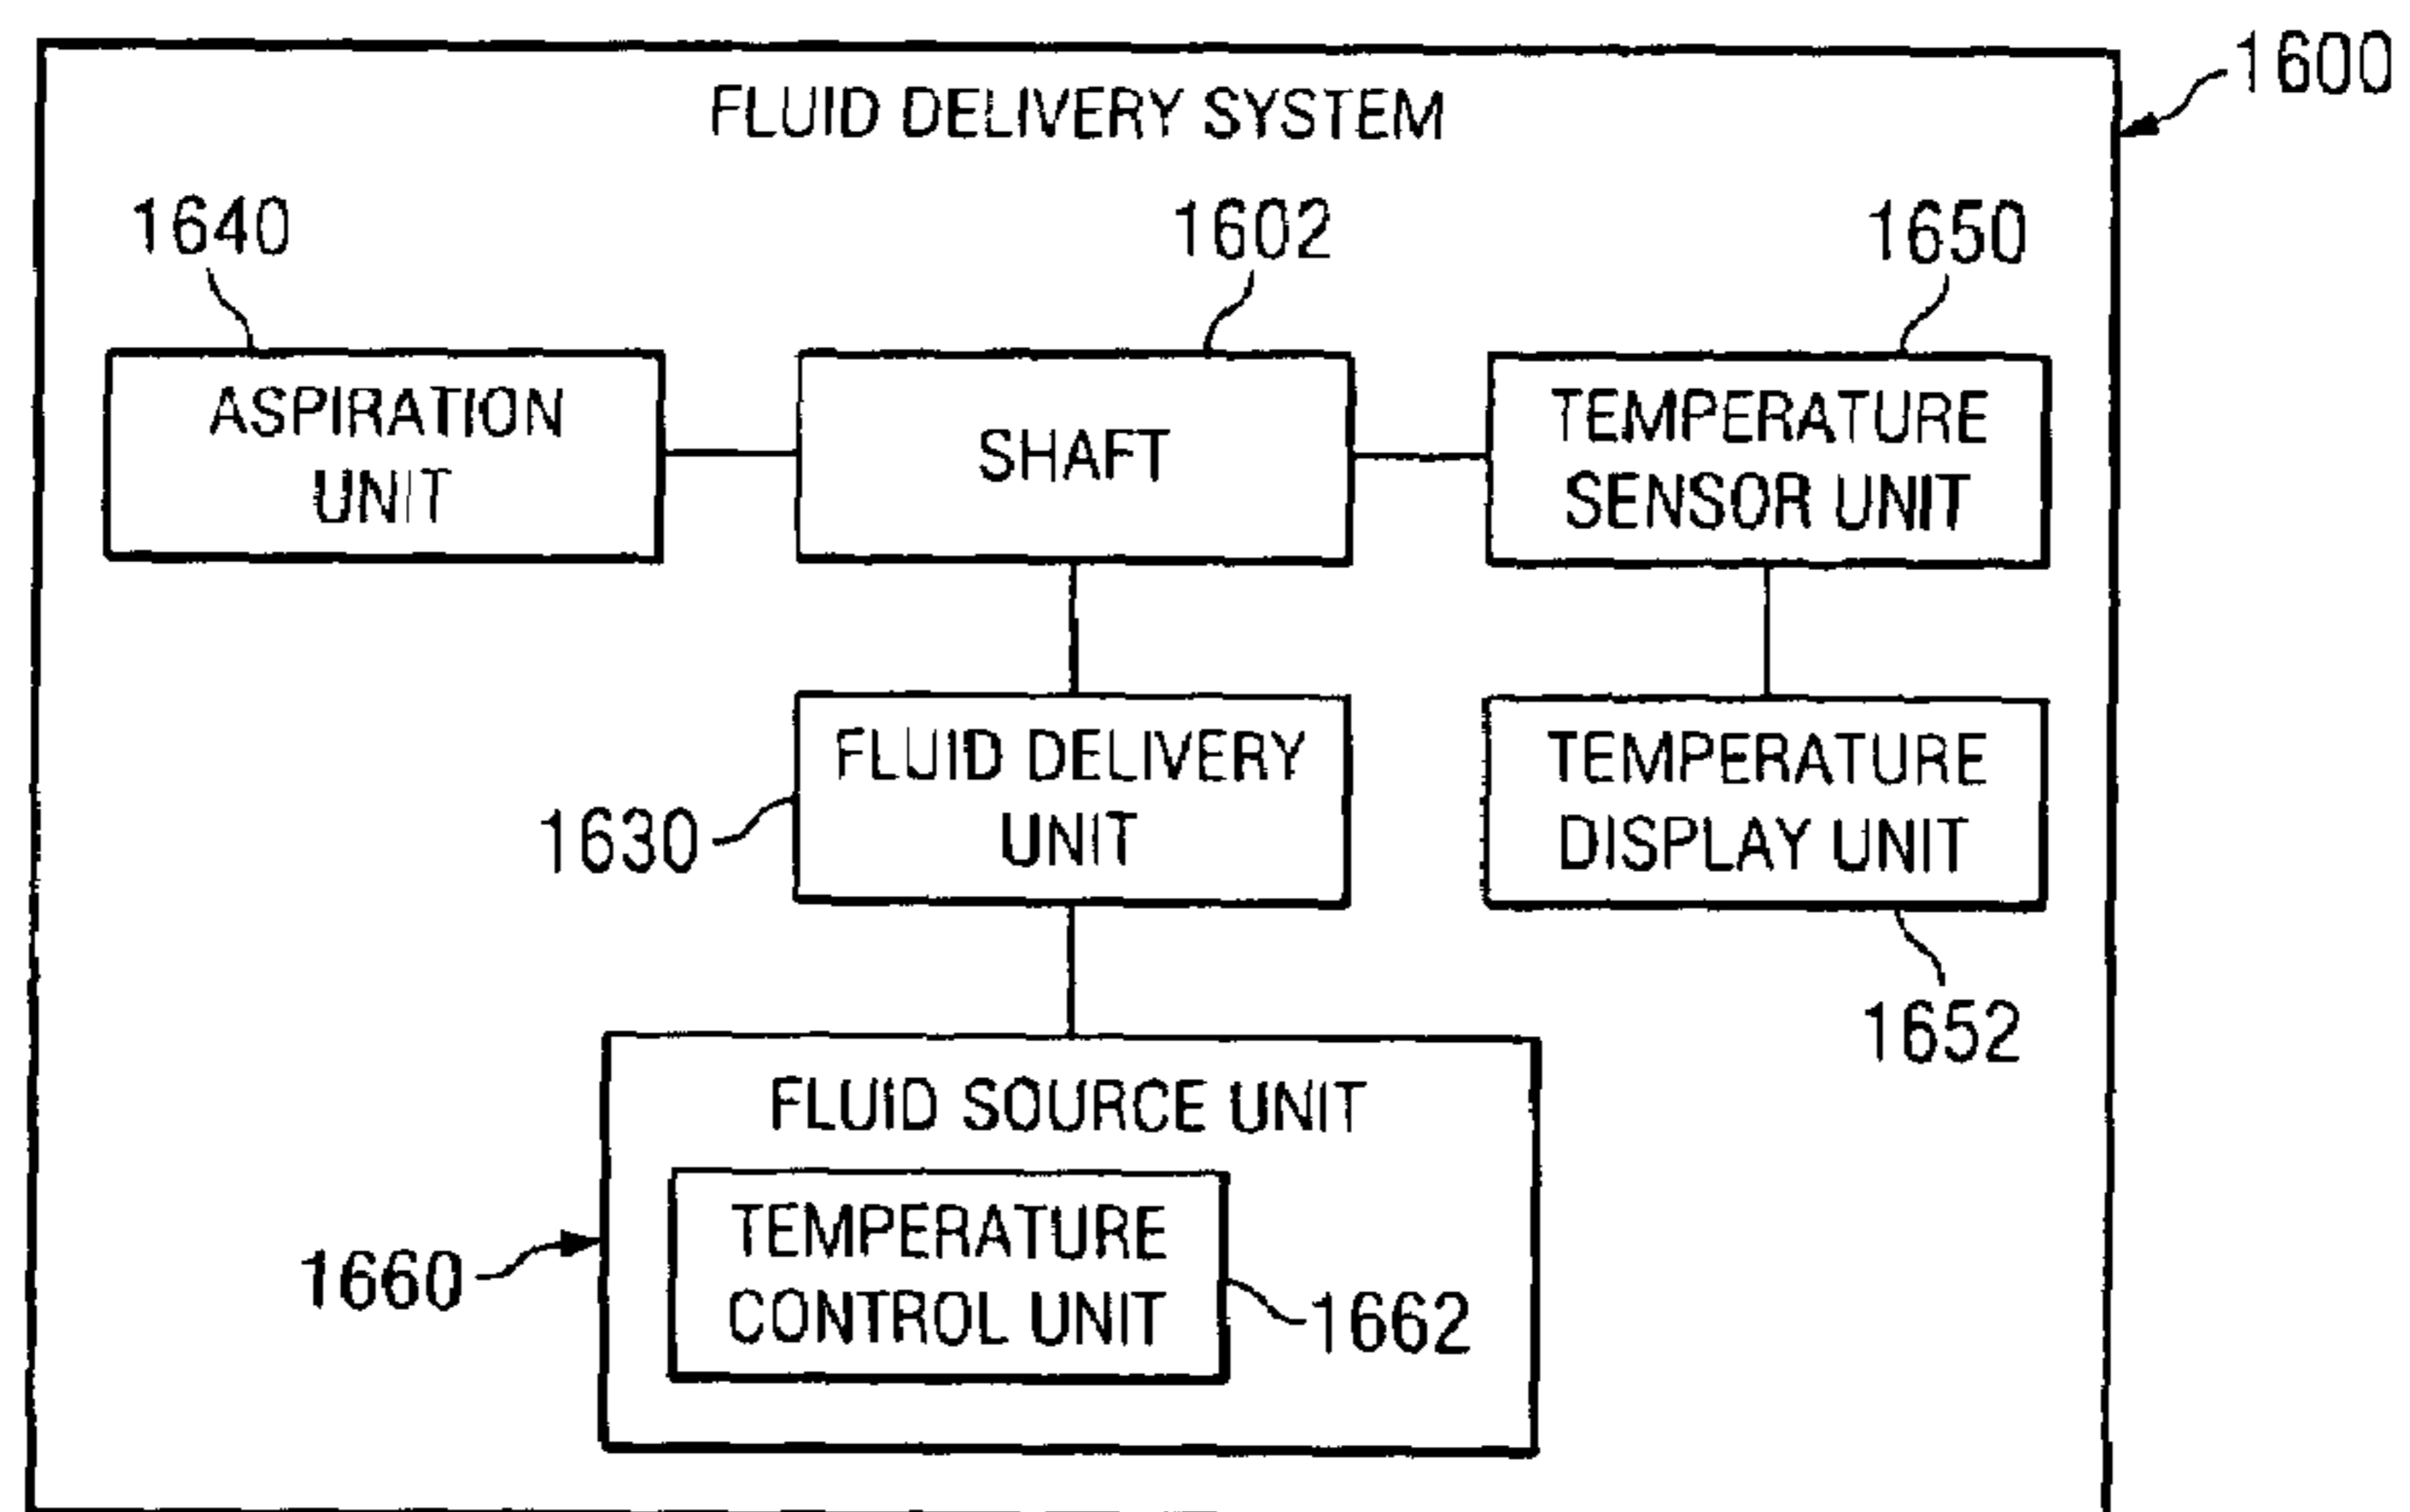 1600
FLUID DELIVERY SYSTEM
1640
1602
1650
ASPIRATION
UNIT
SHAFT
TEMPERATURE
SENSOR UNIT
FLUID DELIVERY
UNIT
1630
TEMPERATURE
DISPLAY UNIT
1652
FLUID SOURCE UNIT
TEMPERATURE
CONTROL UNIT
1660
1662